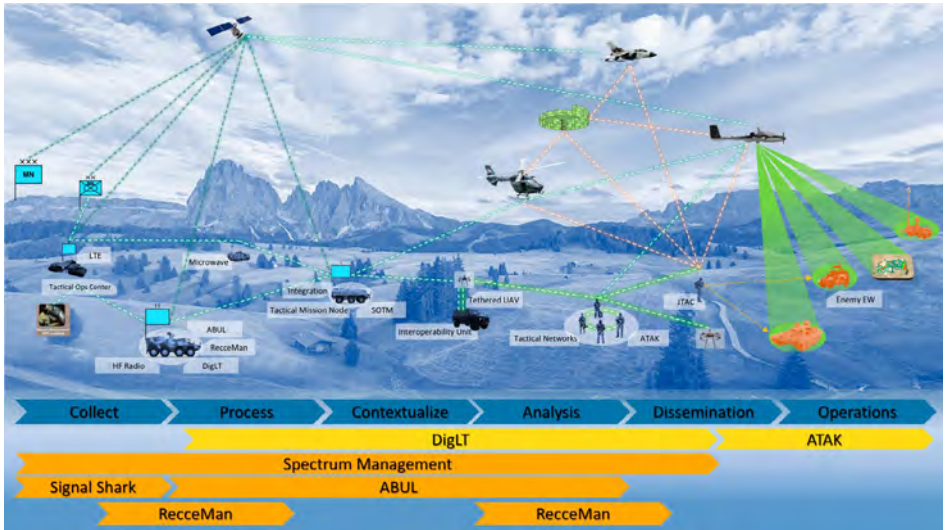 MN
LTE
Tactical Ops Center
Microwave
Integration
Tactical Mission Node
SOTM
Tethered UAV
Interoperability Unit
Tactical Networks
ATAK
JTAC
Enemy EW
ABUL
RecceMan
HF Radio
DigLT
Collect
Process
Contextualize
Analysis
Dissemination
Operations
DigLT
ATAK
Spectrum Management
Signal Shark
ABUL
RecceMan
RecceMan